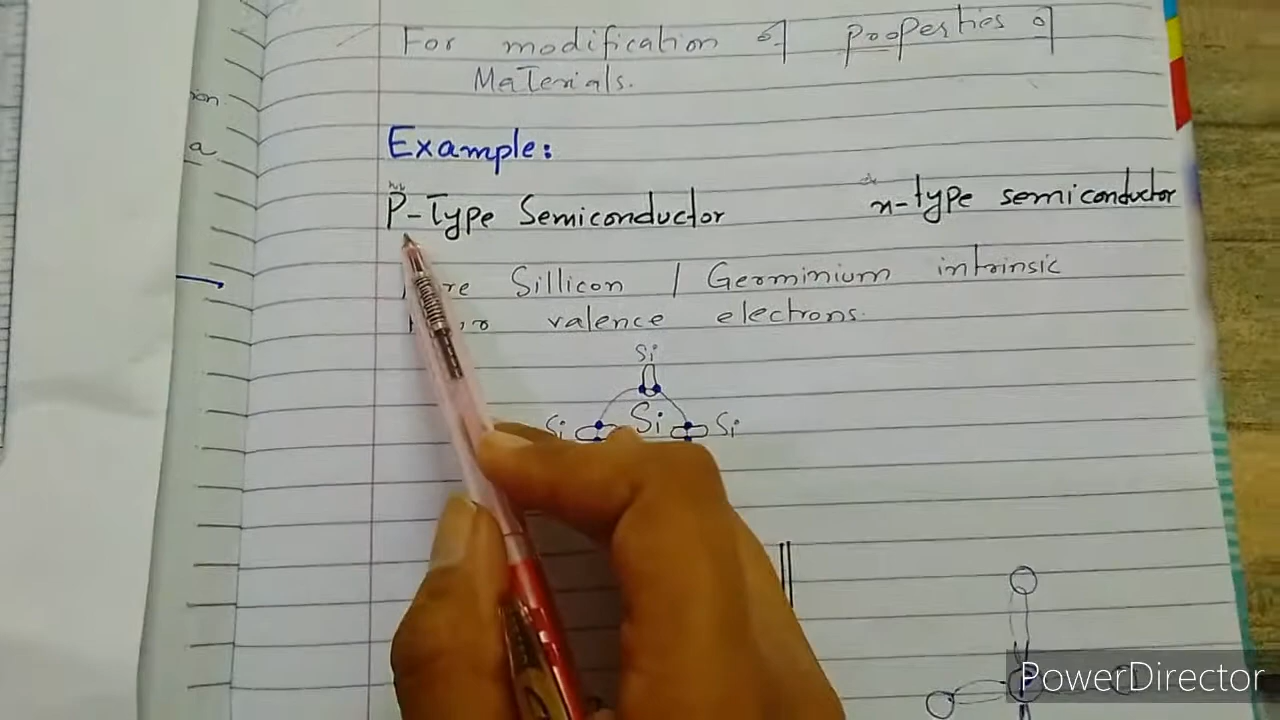 For modification of properties of
Materials.
ion
a
Example:
P-Type Semiconductor
n-type semiconductor
Sillicon / Germinium intrinsic
valence electrons.
Si
Si Si Si
PowerDirector